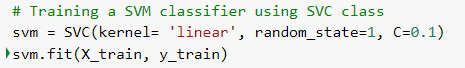 # Training a SVM classifier using SVC class
svm = SVC(kernel= 'linear', random_state=1, C=0.1)
svm.fit(X_train, y_train)